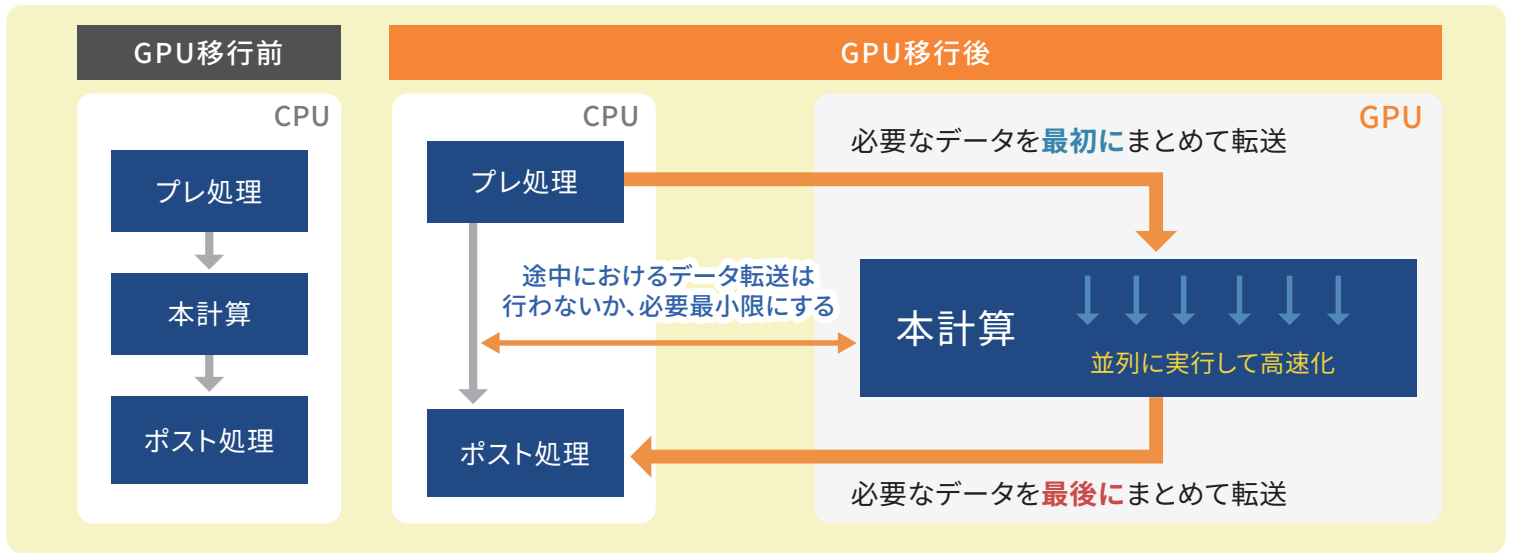 GPU移行前
CPU
プレ処理
本計算
ポスト処理
GPU移行後
CPU
プレ処理
途中におけるデータ転送は
行わないか、必要最小限にする
ポスト処理
GPU
必要なデータを最初にまとめて転送
本計算
並列に実行して高速化
必要なデータを最後にまとめて転送